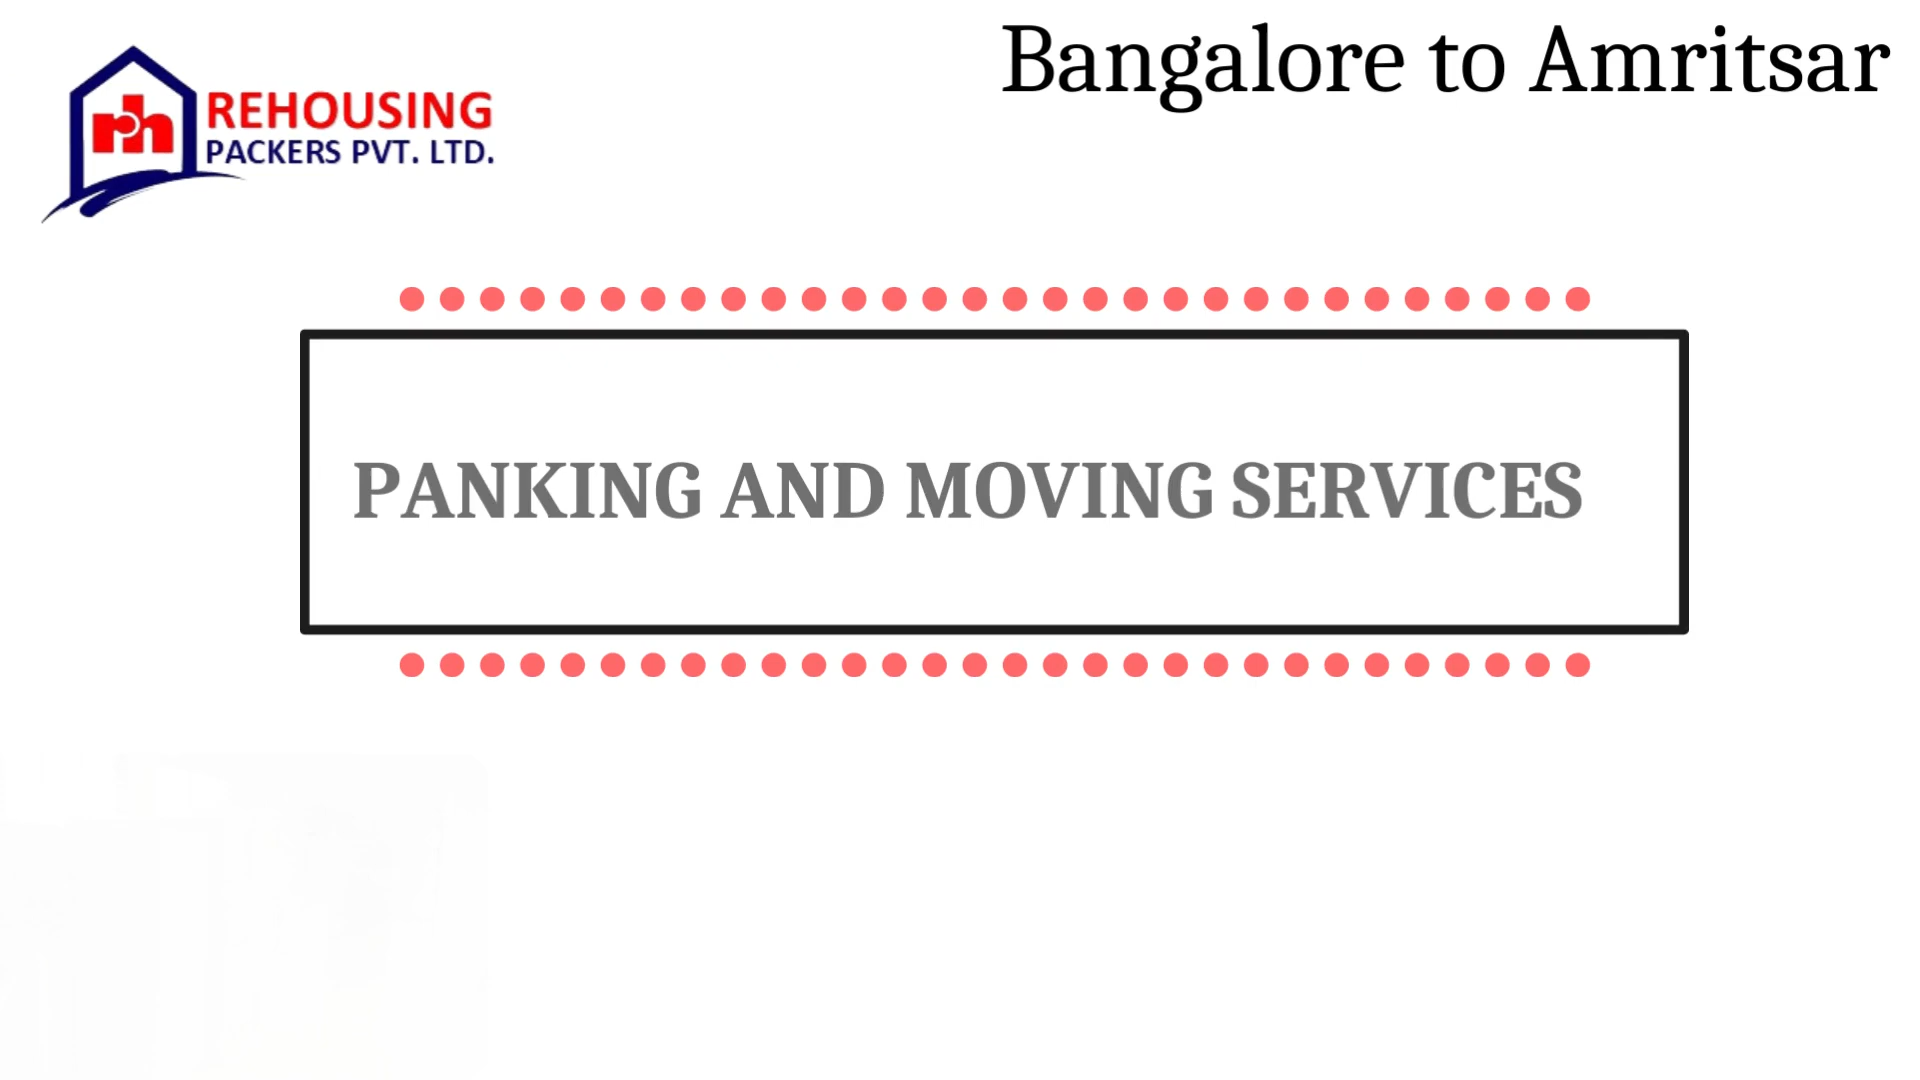 Bangalore to Amritsar
REHOUSING
PACKERS PVT. LTD.
PANKING AND MOVING SERVICES